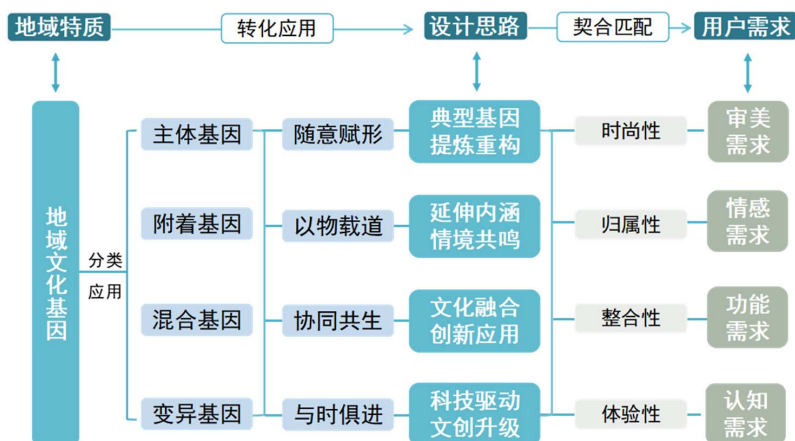 地域特质
转化应用
设计思路
契合匹配
用户需求
地域文化基因
分类
应用
主体基因
随意赋形
典型基因
提炼重构
时尚性
审美
需求
附着基因
以物载道
延伸内涵
情境共鸣
归属性
情感
需求
混合基因
协同共生
文化融合
创新应用
整合性
功能
需求
变异基因
与时俱进
科技驱动
文创升级
体验性
认知
需求